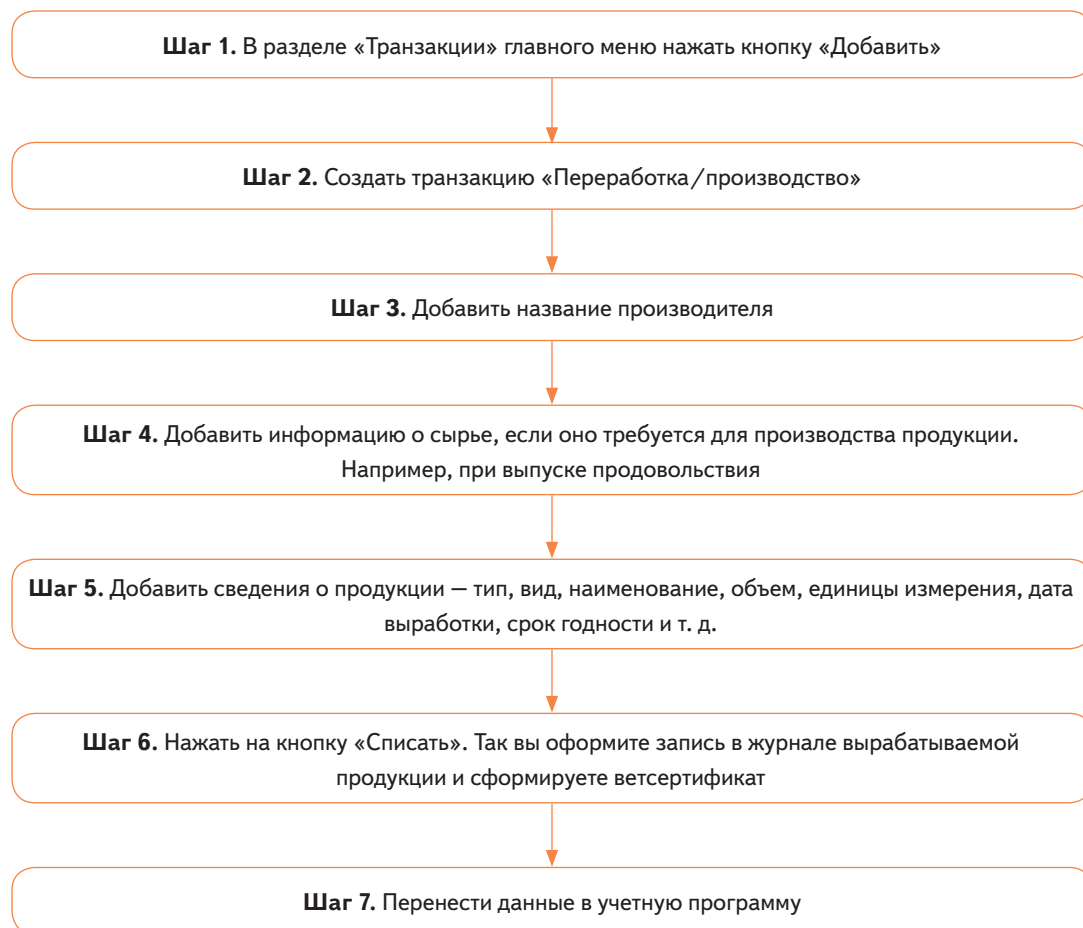 Шаг 1. В разделе «Транзакции» главного меню нажать кнопку «Добавить»
Шаг 2. Создать транзакцию «Переработка/производство»
Шаг 3. Добавить название производителя
Шаг 4. Добавить информацию о сырье, если оно требуется для производства продукции.
Например, при выпуске продовольствия
Шаг 5. Добавить сведения о продукции — тип, вид, наименование, объем, единицы измерения, дата
выработки, срок годности и т. д.
Шаг 6. Нажать на кнопку «Списать». Так вы оформите запись в журнале вырабатываемой
продукции и сформируете ветсертификат
Шаг 7. Перенести данные в учетную программу